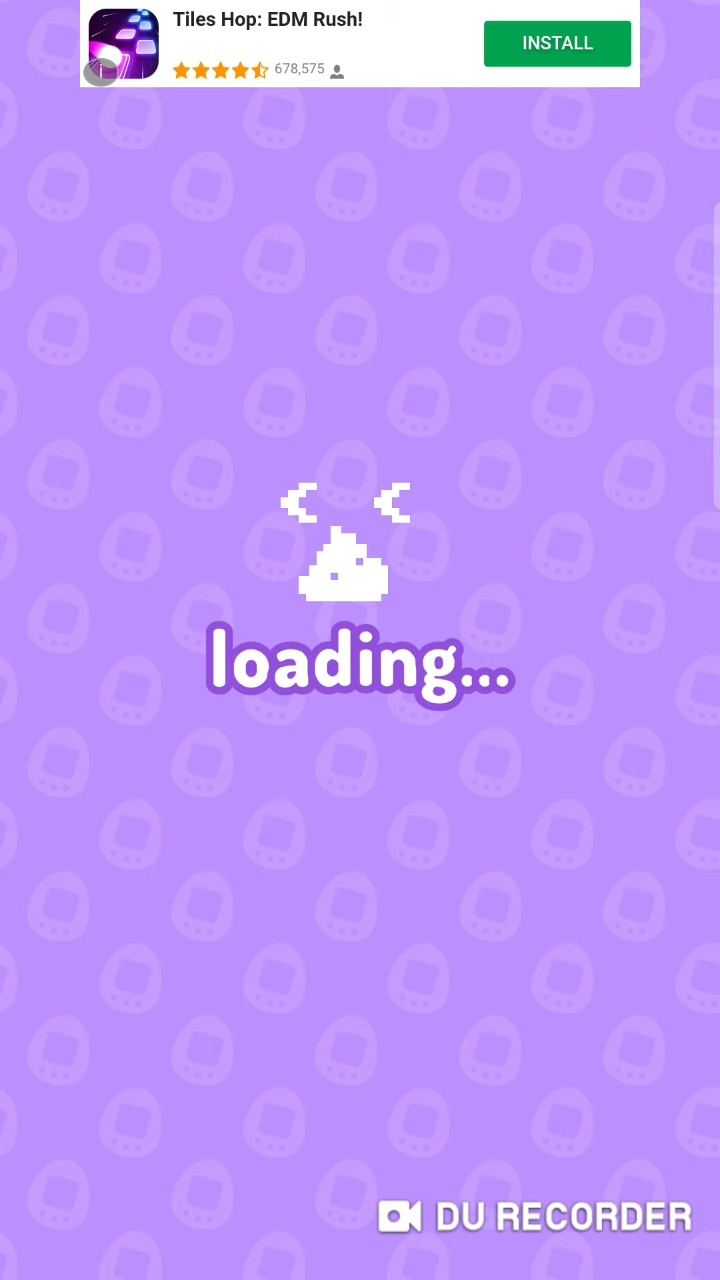 Tiles Hop: EDM Rush!
INSTALL
678,575
loading...
DU RECORDER